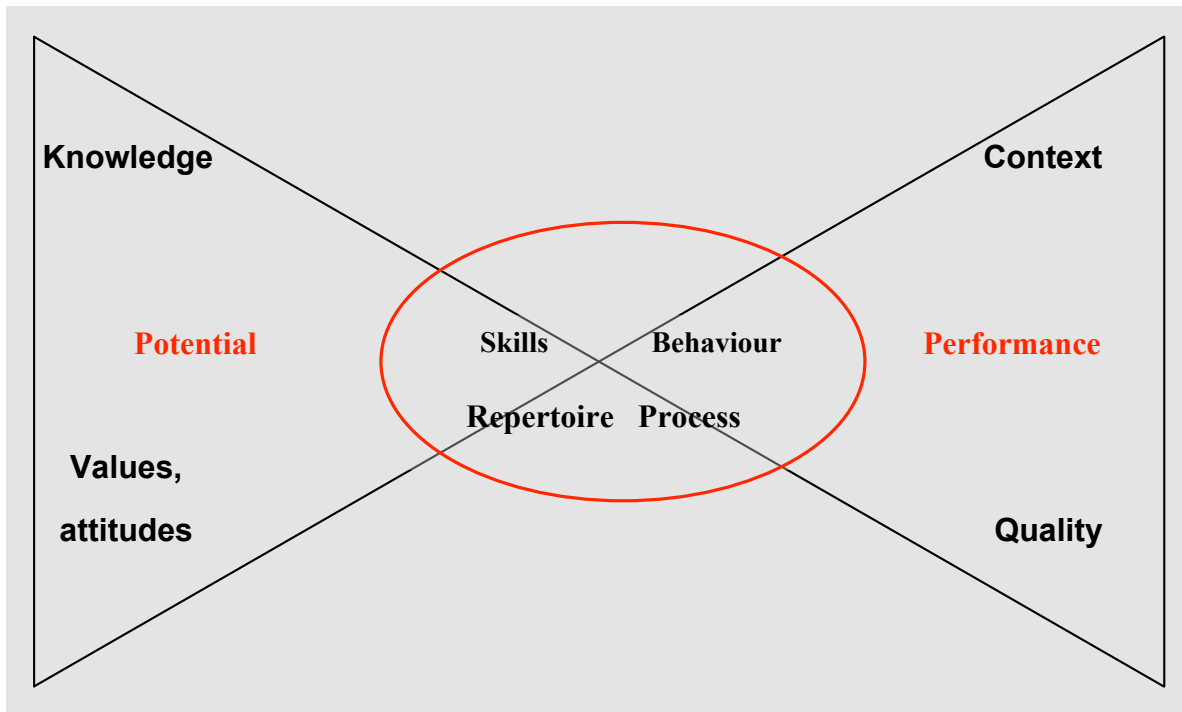 Knowledge Context
Skills Behaviour
Potential Performance
Repertoire Process
Values,
attitudes Quality